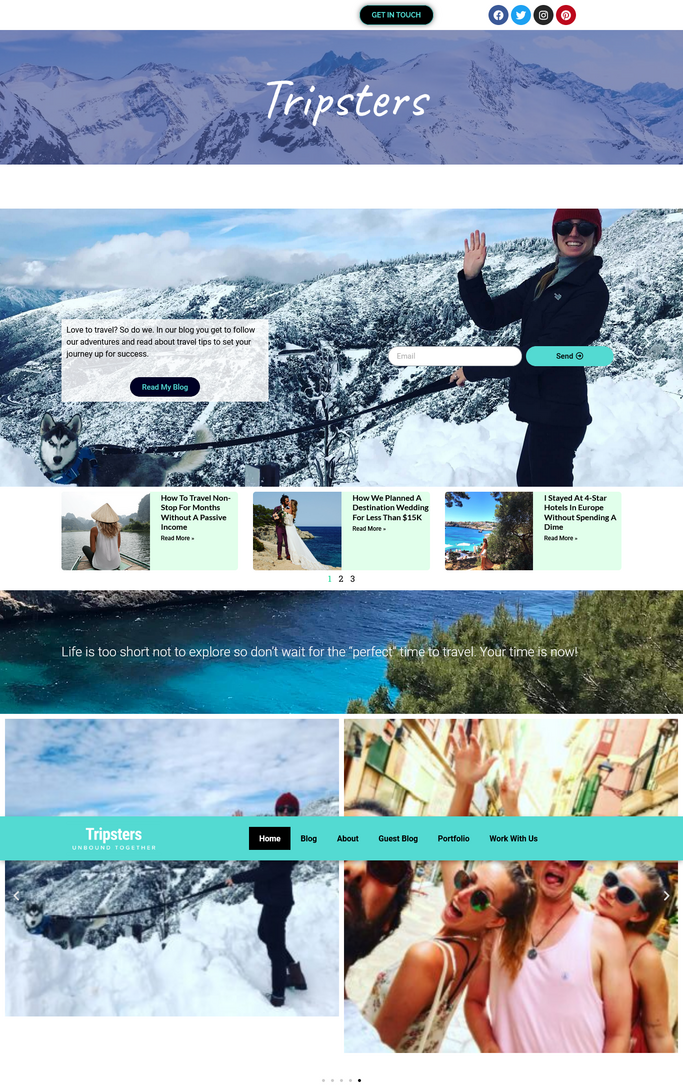 GET IN TOUCH
Tripsters
Love to travel? So do we. In our blog you get to follow
our adventures and read about travel tips to set your
journey up for success.
Read My Blog
Email
Send
How To Travel Non-
Stop For Months
Without A Passive
Income
Read More »
How We Planned A
Destination Wedding
For Less Than $15K
Read More »
I Stayed At 4-Star
Hotels In Europe
Without Spending A
Dime
Read More »
1 2 3
Life is too short not to explore so don't wait for the "perfect" time to travel. Your time is now!
Tripsters
UNBOUND TOGETHER
Home Blog About Guest Blog Portfolio Work With Us